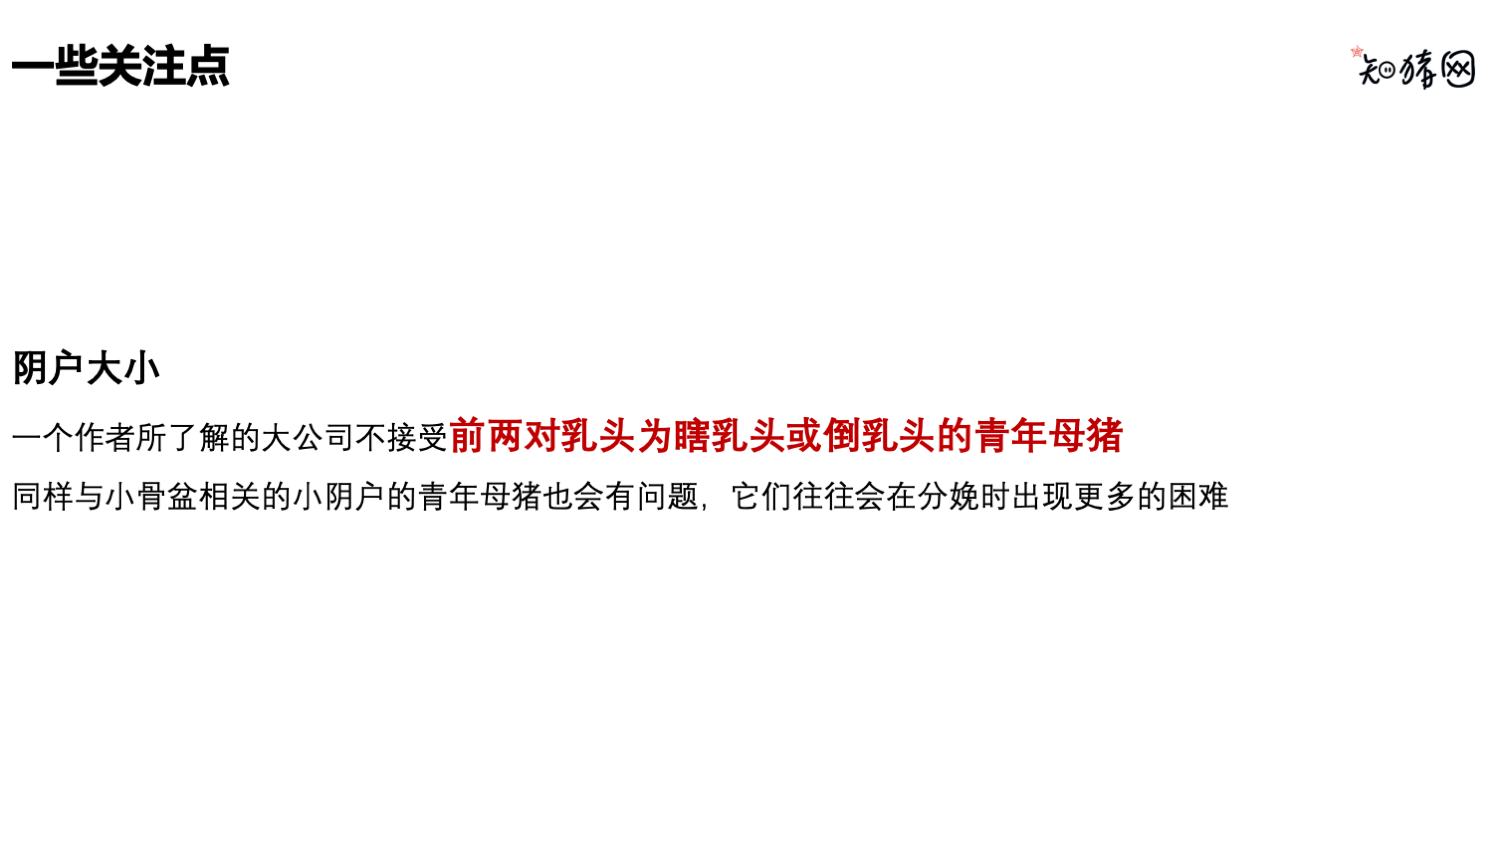 一些关注点
知猪网
阴户大小
一个作者所了解的大公司不接受前两对乳头为瞎乳头或倒乳头的青年母猪
同样与小骨盆相关的小阴户的青年母猪也会有问题，它们往往会在分娩时出现更多的困难